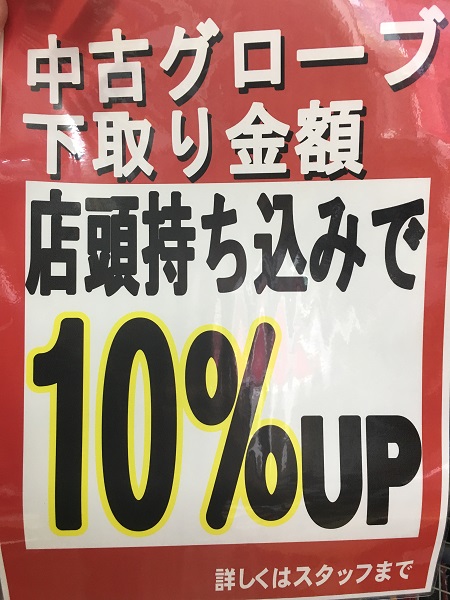 中古グローブ
下取り金額
店頭持ち込みで
10%UP
詳しくはスタッフまで